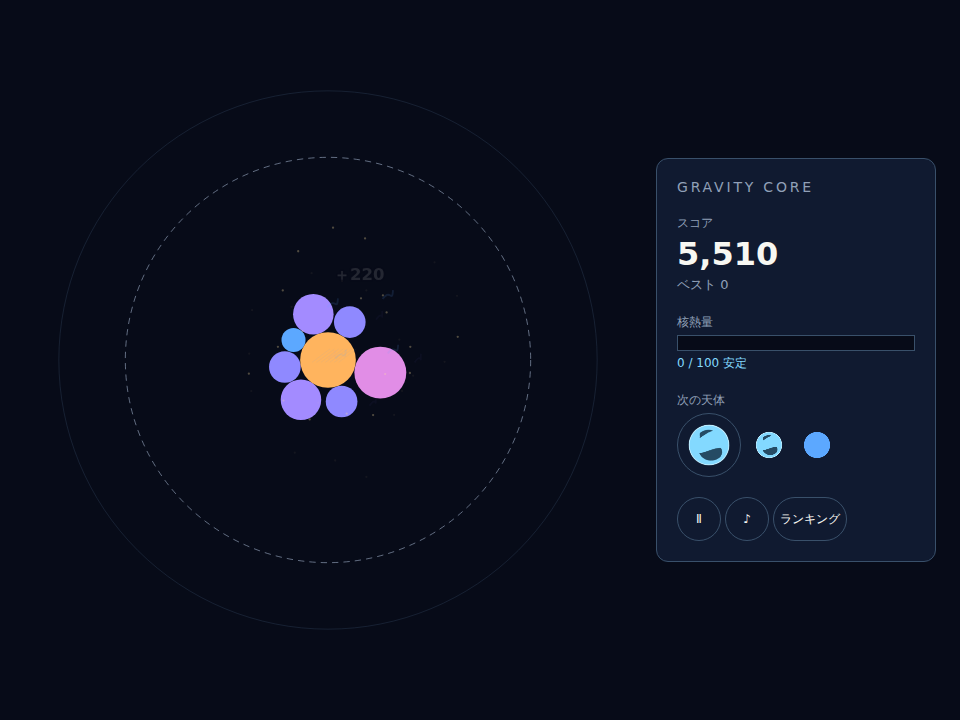 +220
GRAVITY CORE
スコア
5,510
ベスト 0
核熱量
0 / 100 安定
次の天体
Ⅱ ♪ ランキング